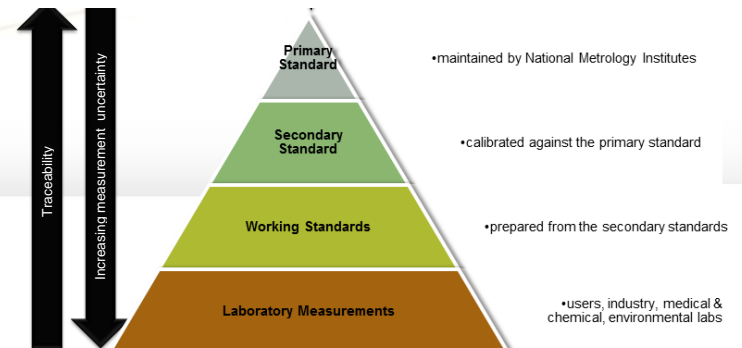 Traceability
Increasing measurement uncertainty
Primary
Standard
•maintained by National Metrology Institutes
Secondary
Standard
•calibrated against the primary standard
Working Standards
•prepared from the secondary standards
Laboratory Measurements
•users, industry, medical &
chemical, environmental labs